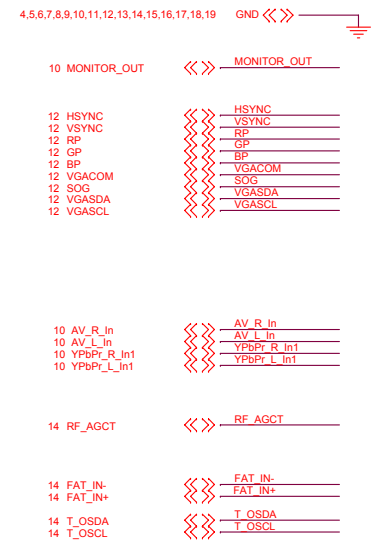 4,5,6,7,8,9,10,11,12,13,14,15,16,17,18,19 GND
10 MONITOR_OUT MONITOR_OUT
12 HSYNC HSYNC
12 VSYNC VSYNC
12 RP RP
12 GP GP
12 BP BP
12 VGACOM VGACOM
12 SOG SOG
12 VGASDA VGASDA
12 VGASCL VGASCL
10 AV_R_In AV_R_In
10 AV_L_In AV_L_In
10 YPbPr_R_In1 YPbPr_R_In1
10 YPbPr_L_In1 YPbPr_L_In1
14 RF_AGCT RF_AGCT
14 FAT_IN- FAT_IN-
14 FAT_IN+ FAT_IN+
14 T_OSDA T_OSDA
14 T_OSCL T_OSCL